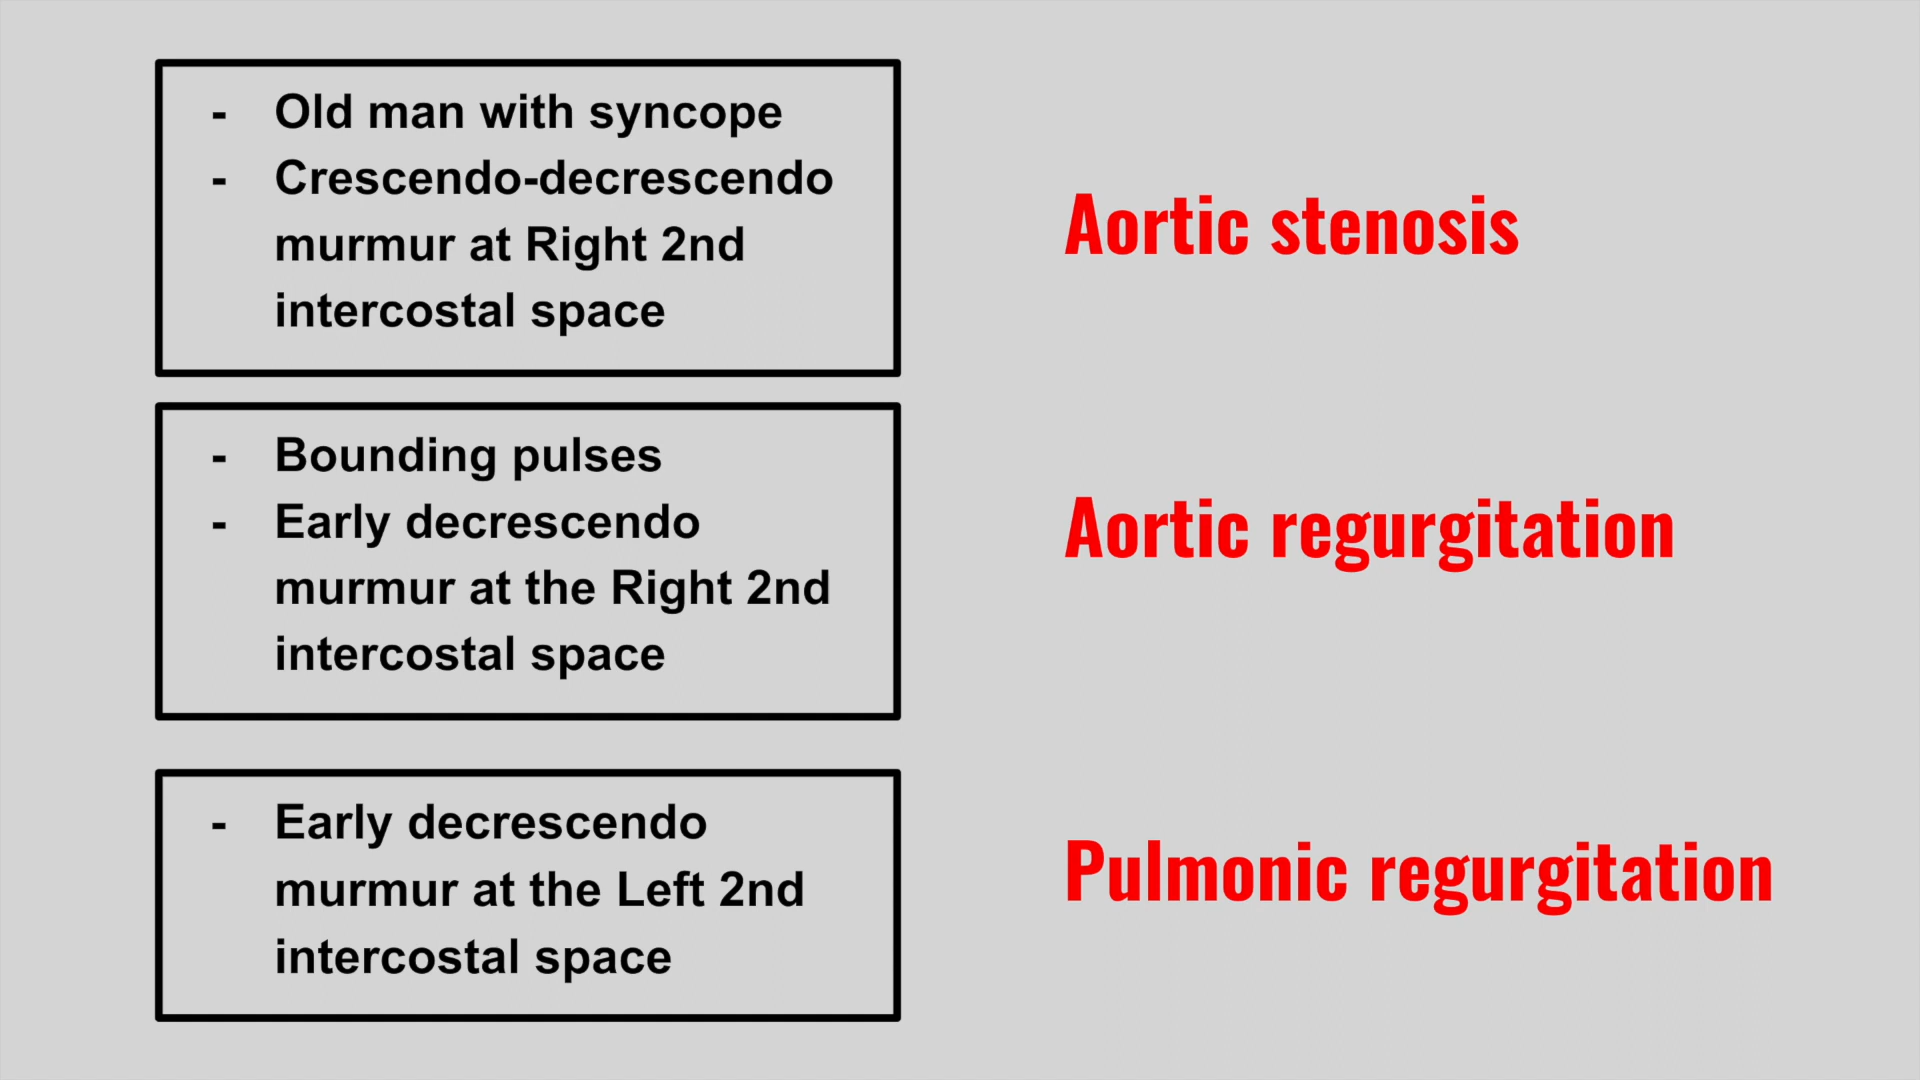 - Old man with syncope
- Crescendo-decrescendo
murmur at Right 2nd
intercostal space
Aortic stenosis
- Bounding pulses
- Early decrescendo
murmur at the Right 2nd
intercostal space
Aortic regurgitation
- Early decrescendo
murmur at the Left 2nd
intercostal space
Pulmonic regurgitation